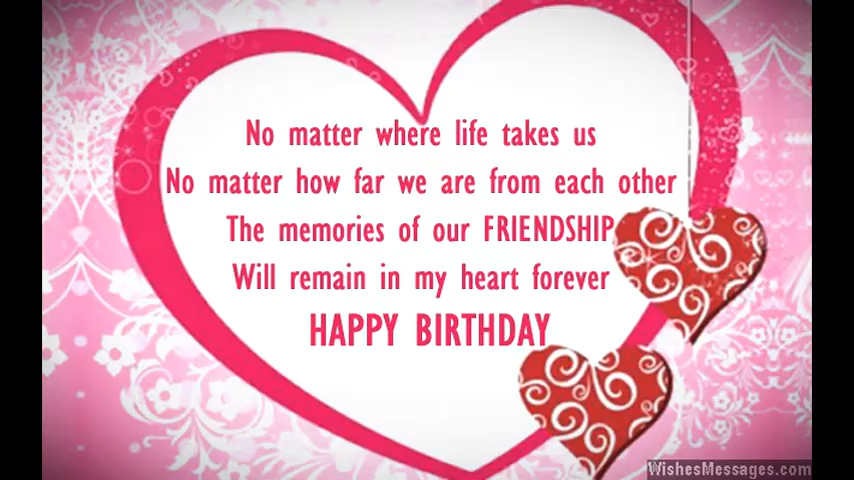 No matter where life takes us
No matter how far we are from each other
The memories of our FRIENDSHIP
Will remain in my heart forever
HAPPY BIRTHDAY
WishesMessages.com